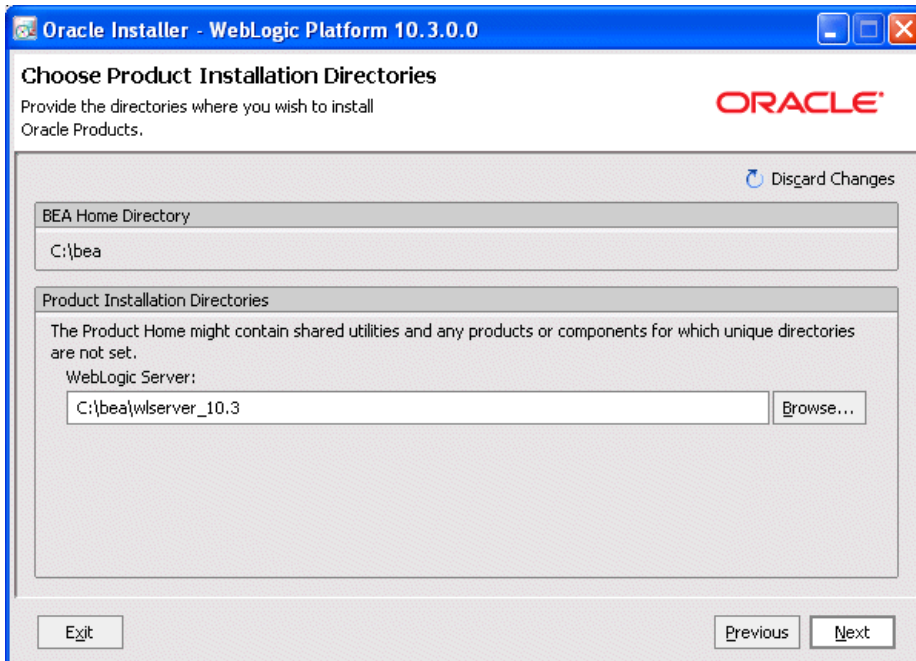 Oracle Installer - WebLogic Platform 10.3.0.0
Choose Product Installation Directories
Provide the directories where you wish to install
Oracle Products.
ORACLE
Discard Changes
BEA Home Directory
C:\bea
Product Installation Directories
The Product Home might contain shared utilities and any products or components for which unique directories
are not set.
WebLogic Server:
C:\bea\wlserver_10.3
Browse...
Exit
Previous
Next